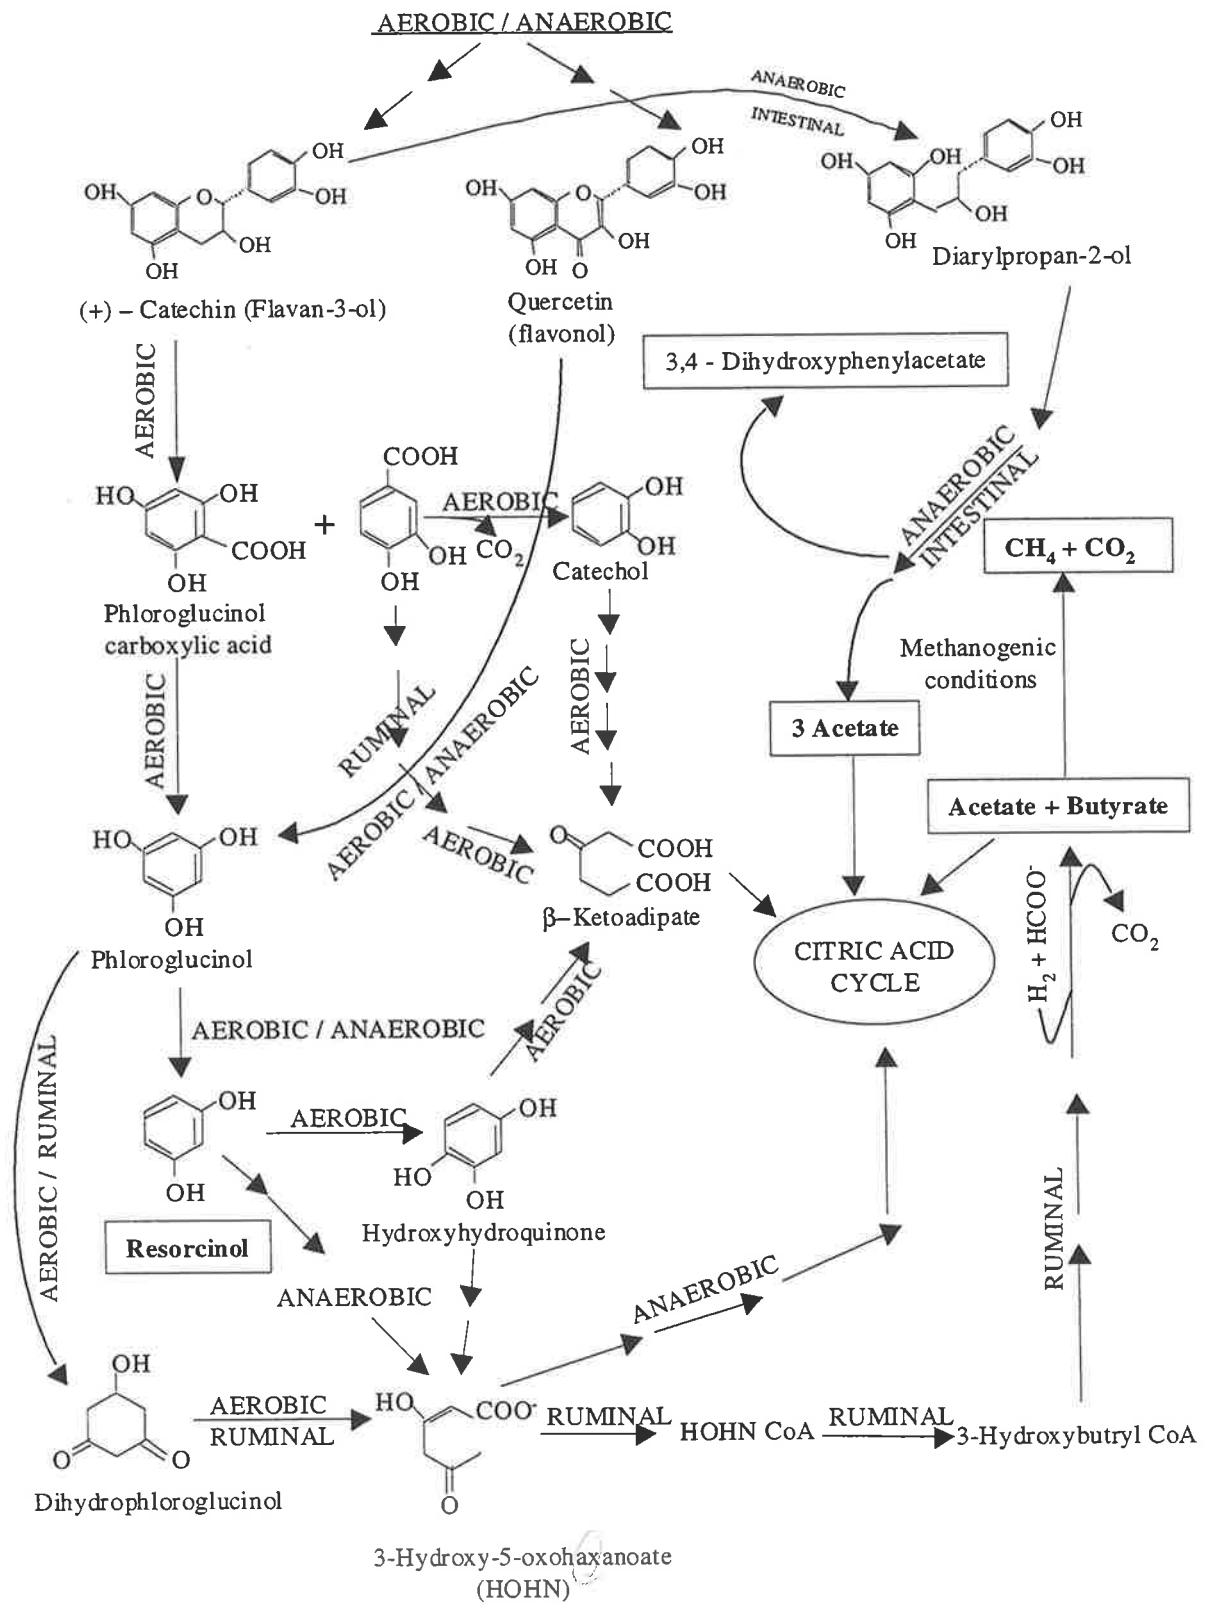 AEROBIC / ANAEROBIC
ANAEROBIC
INTESTINAL
OH
OH
OH
O
OH
OH
(+) – Catechin (Flavan-3-ol)
OH
OH
OH
O
OH
OH
O
Quercetin
(flavonol)
OH
OH
OH
OH
OH
OH
Diarylpropan-2-ol
3,4 - Dihydroxyphenylacetate
AEROBIC
ANAEROBIC
INTESTINAL
HO
OH
COOH
OH
Phloroglucinol
carboxylic acid
+
COOH
OH
OH
AEROBIC
CO2
OH
OH
Catechol
CH4 + CO2
Methanogenic
conditions
AEROBIC
RUMINAL
AEROBIC / ANAEROBIC
AEROBIC
AEROBIC
3 Acetate
Acetate + Butyrate
HO
OH
OH
Phloroglucinol
O
COOH
COOH
β–Ketoadipate
CITRIC ACID
CYCLE
H2 + HCOO-
CO2
AEROBIC / ANAEROBIC
AEROBIC
AEROBIC / RUMINAL
OH
OH
Resorcinol
AEROBIC
OH
HO
OH
Hydroxyhydroquinone
RUMINAL
ANAEROBIC
ANAEROBIC
OH
O
O
Dihydrophloroglucinol
AEROBIC
RUMINAL
HO
COO-
O
RUMINAL
HOHN CoA
RUMINAL
3-Hydroxybutryl CoA
3-Hydroxy-5-oxohaxanoate
(HOHN)